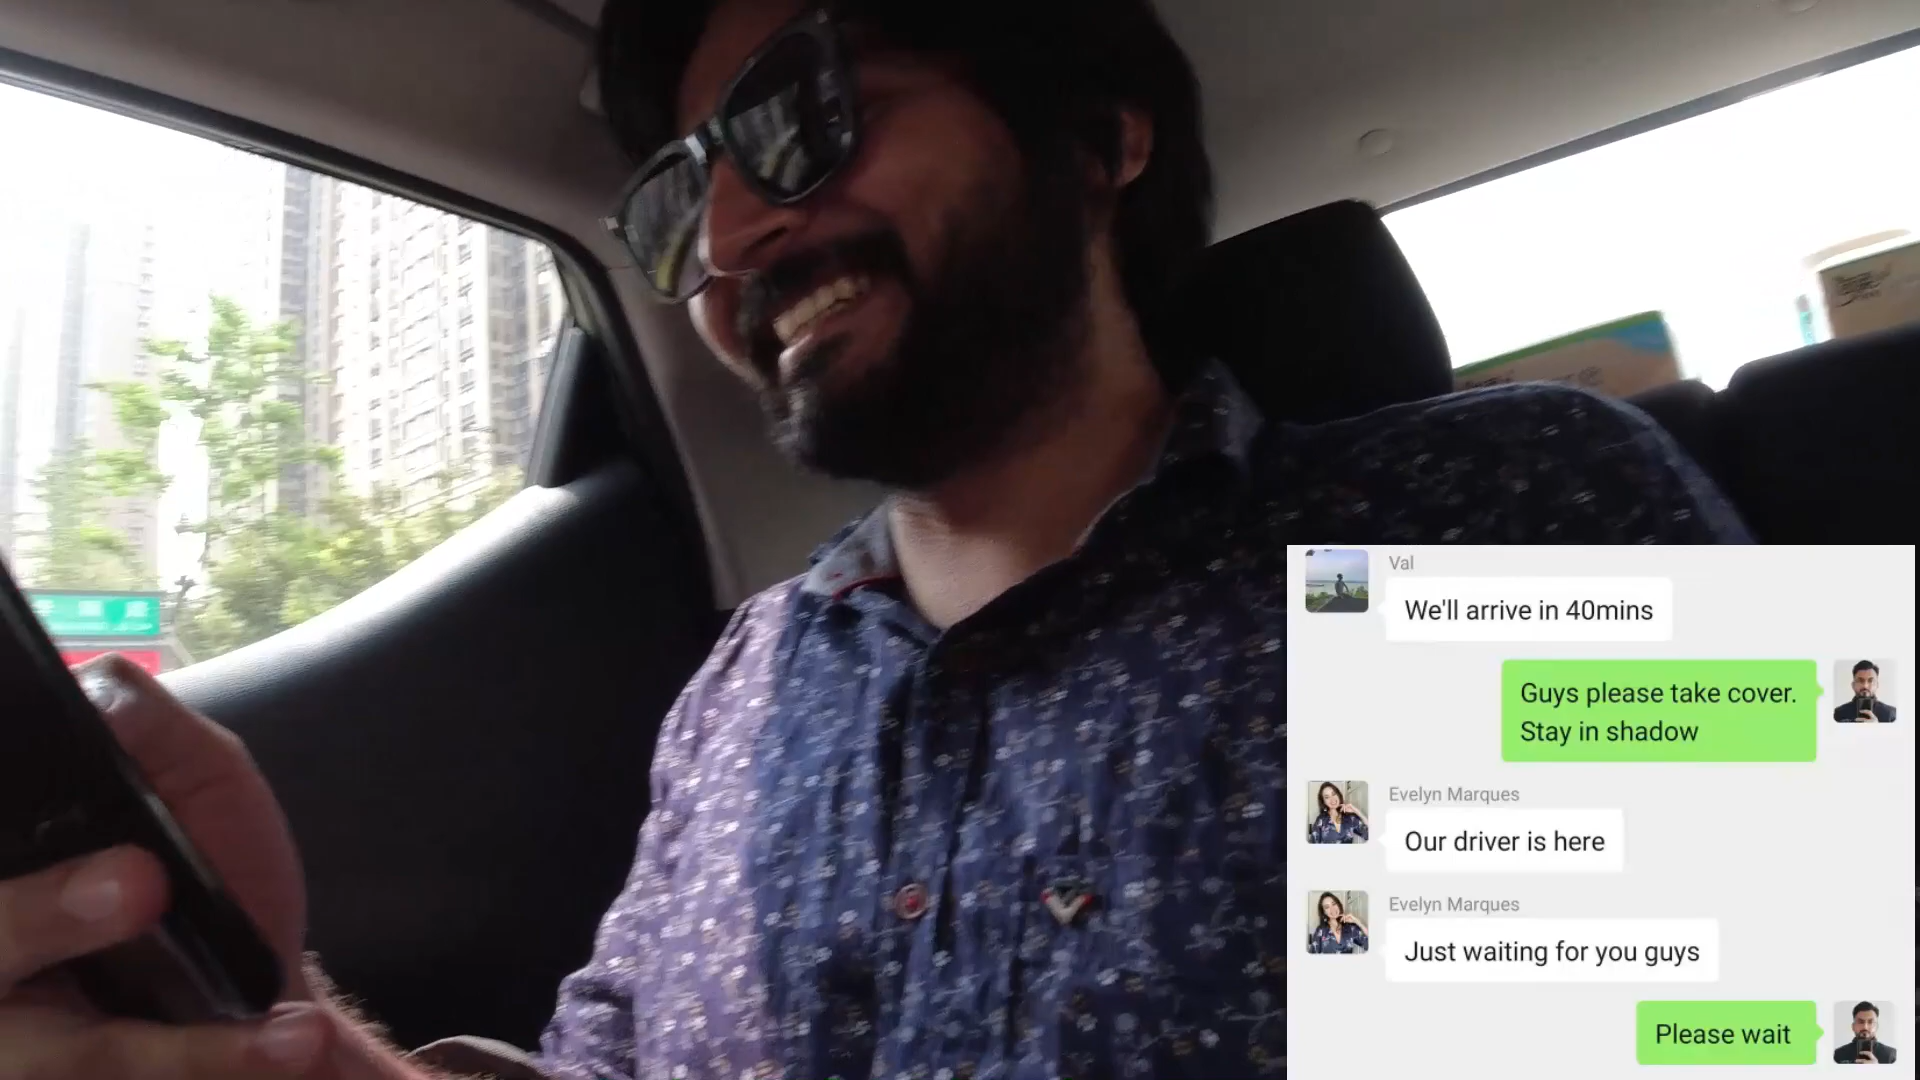 Val
We'll arrive in 40mins
Guys please take cover.
Stay in shadow
Evelyn Marques
Our driver is here
Evelyn Marques
Just waiting for you guys
Please wait